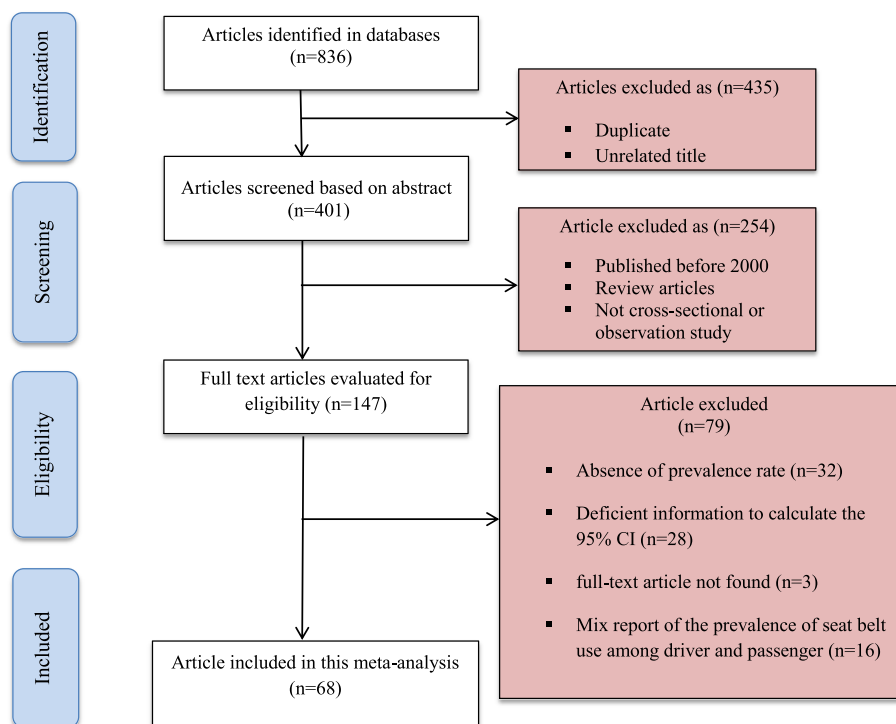 Identification
Articles identified in databases
(n=836)
Articles excluded as (n=435)
▪ Duplicate
▪ Unrelated title
Screening
Articles screened based on abstract
(n=401)
Article excluded as (n=254)
▪ Published before 2000
▪ Review articles
▪ Not cross-sectional or
observation study
Eligibility
Full text articles evaluated for
eligibility (n=147)
Article excluded
(n=79)
▪ Absence of prevalence rate (n=32)
▪ Deficient information to calculate the
95% CI (n=28)
▪ full-text article not found (n=3)
▪ Mix report of the prevalence of seat belt
use among driver and passenger (n=16)
Included
Article included in this meta-analysis
(n=68)